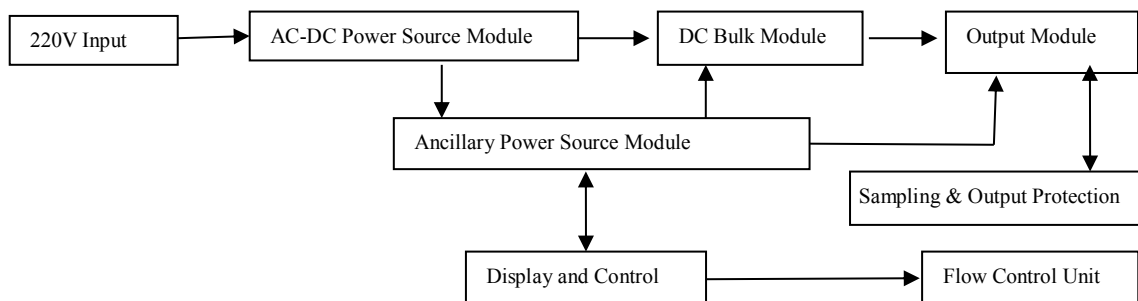 220V Input
AC-DC Power Source Module
DC Bulk Module
Output Module
Ancillary Power Source Module
Sampling & Output Protection
Display and Control
Flow Control Unit